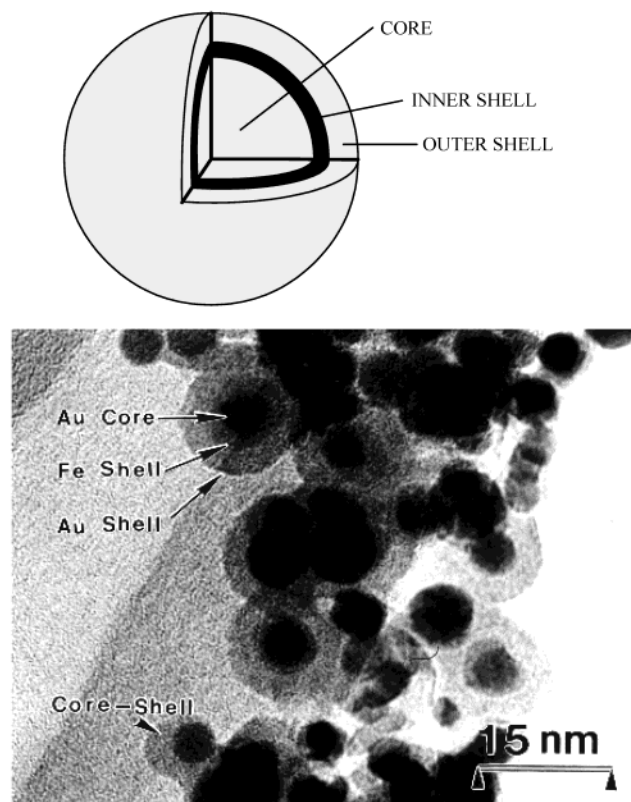 CORE
INNER SHELL
OUTER SHELL
Au Core
Fe Shell
Au Shell
Core-Shell
15 nm